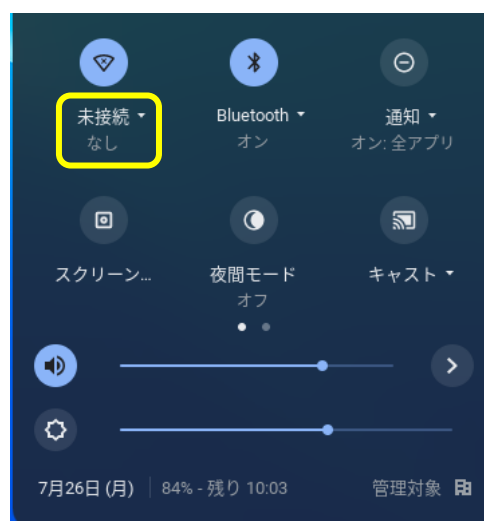 未接続 Bluetooth 通知
なし オン オン: 全アプリ
スクリーン... 夜間モード キャスト
オフ
7月26日 (月) 84% - 残り 10:03 管理対象